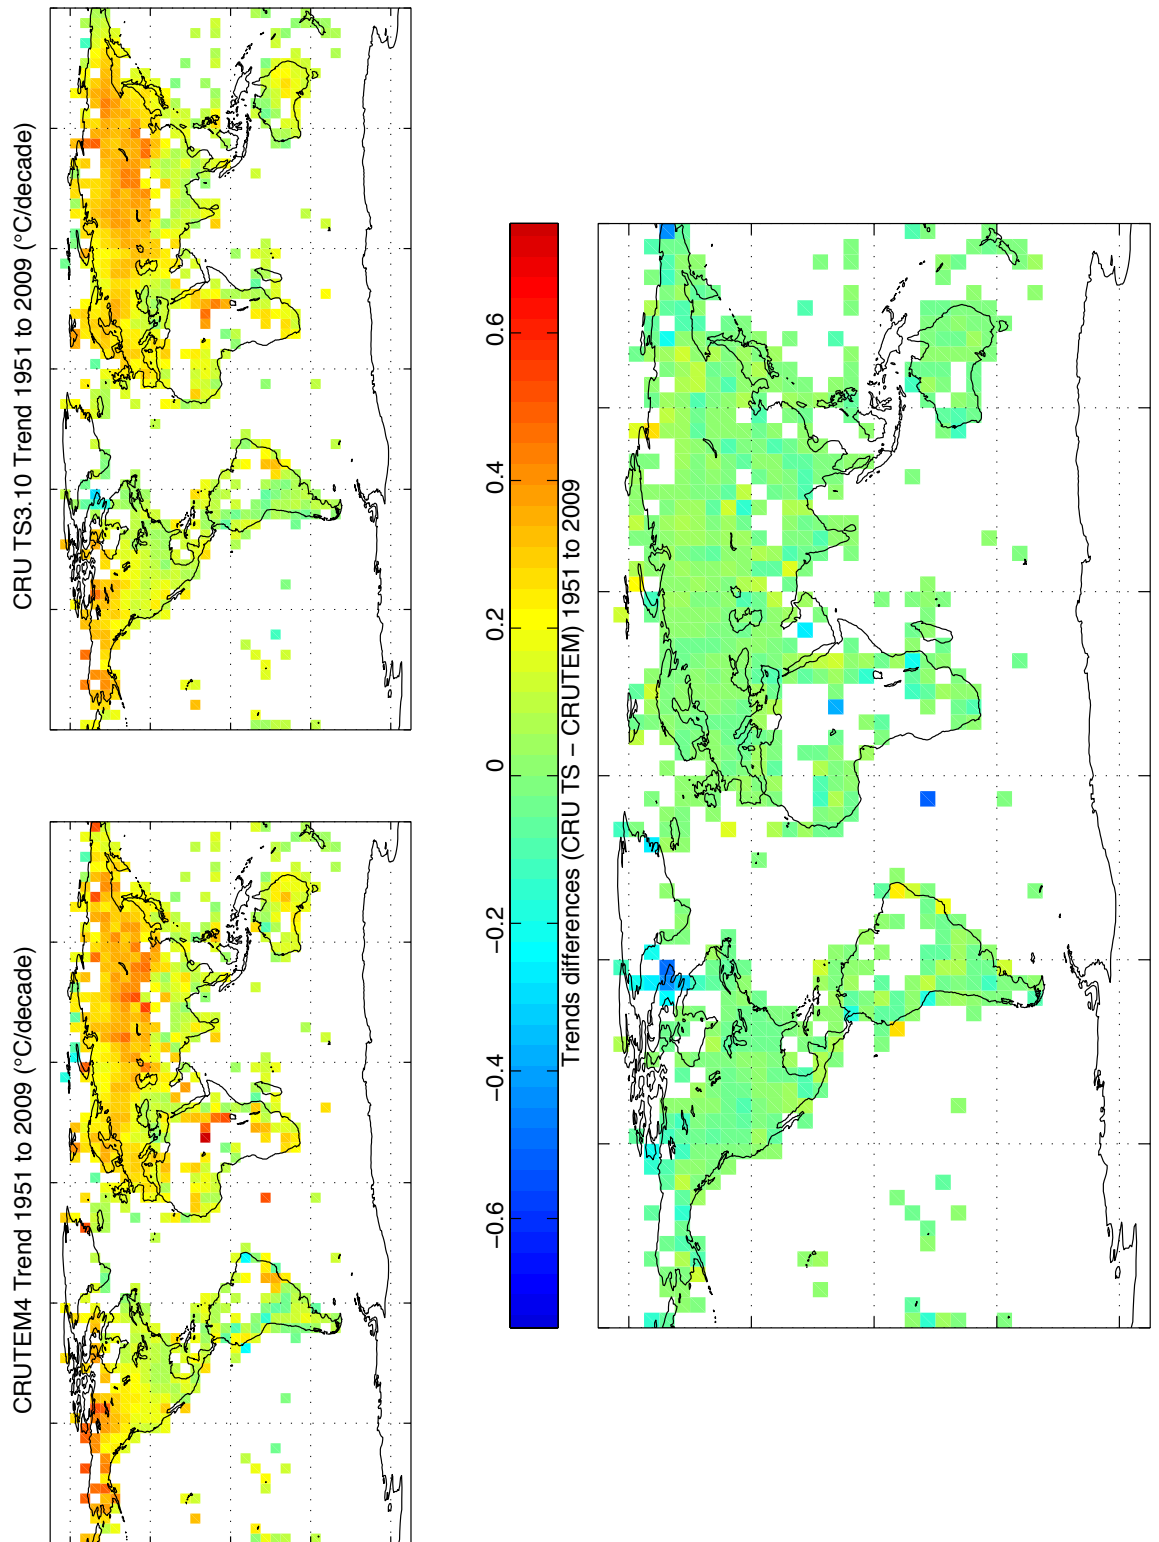 CRUTEM4 Trend 1951 to 2009 (°C/decade)
CRU TS3.10 Trend 1951 to 2009 (°C/decade)
−0.6 −0.4 −0.2 0 0.2 0.4 0.6
Trends differences (CRU TS − CRUTEM) 1951 to 2009